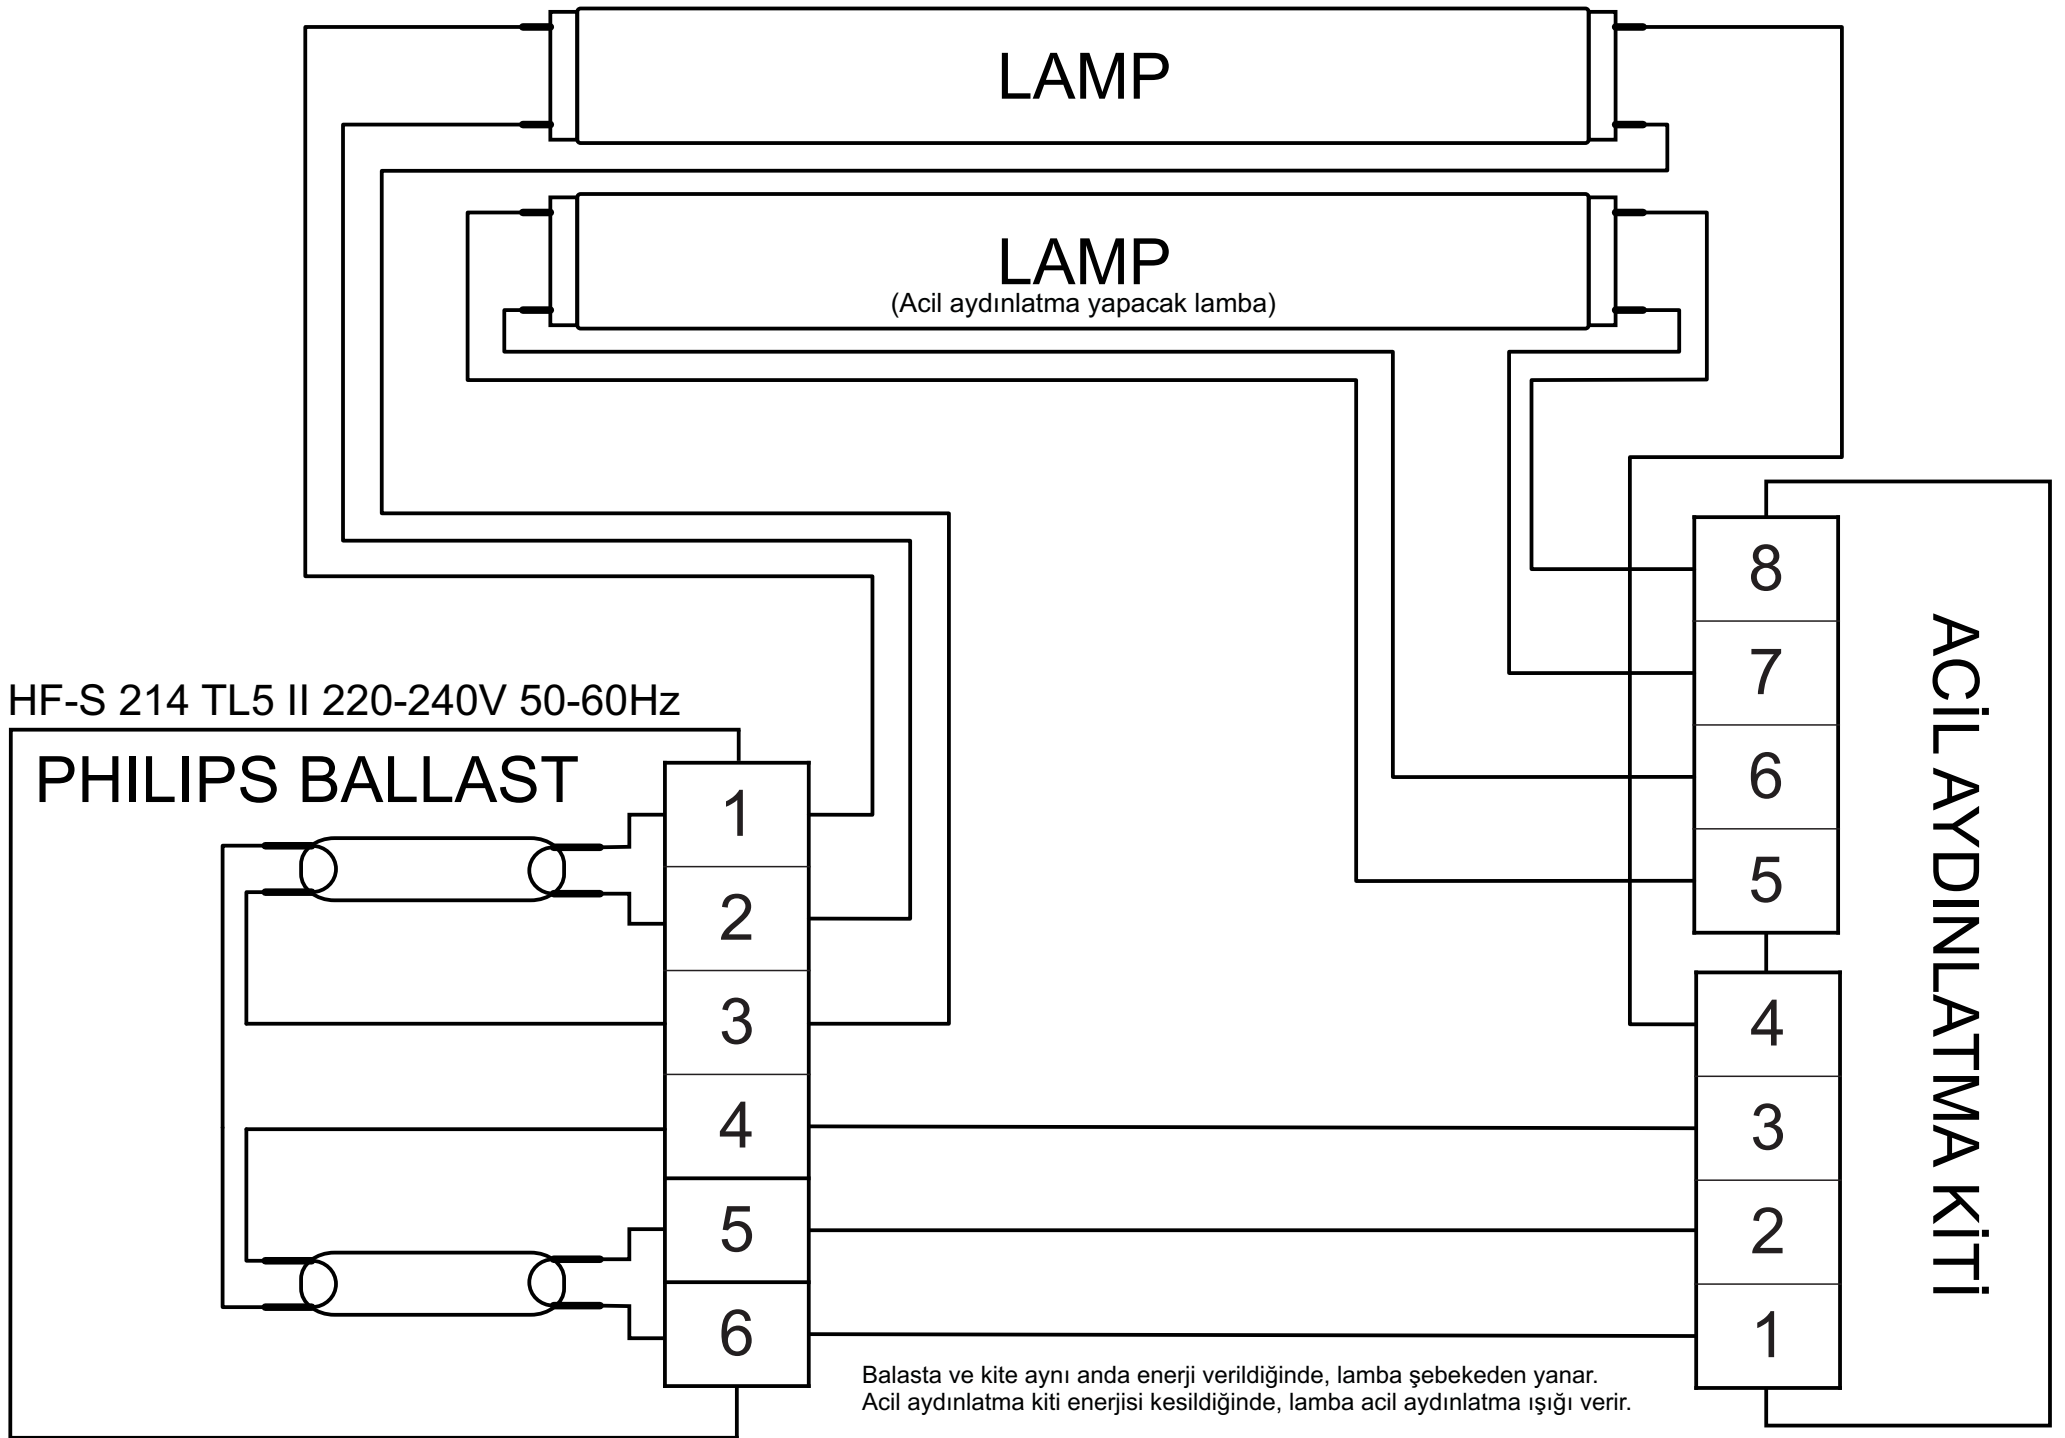 LAMP
LAMP
(Acil aydınlatma yapacak lamba)
HF-S 214 TL5 II 220-240V 50-60Hz
PHILIPS BALLAST
1
2
3
4
5
6
8
7
6
5
4
3
2
1
ACİL AYDINLATMA KİTİ
Balasta ve kite aynı anda enerji verildiğinde, lamba şebekeden yanar.
Acil aydınlatma kiti enerjisi kesildiğinde, lamba acil aydınlatma ışığı verir.